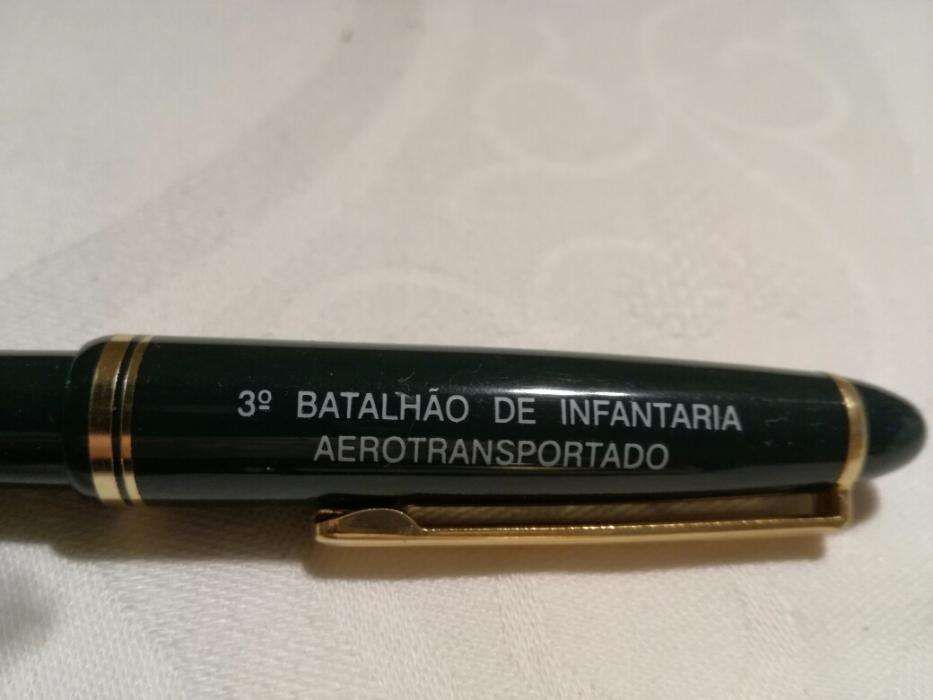 3º BATALHÃO DE INFANTARIA
AEROTRANSPORTADO